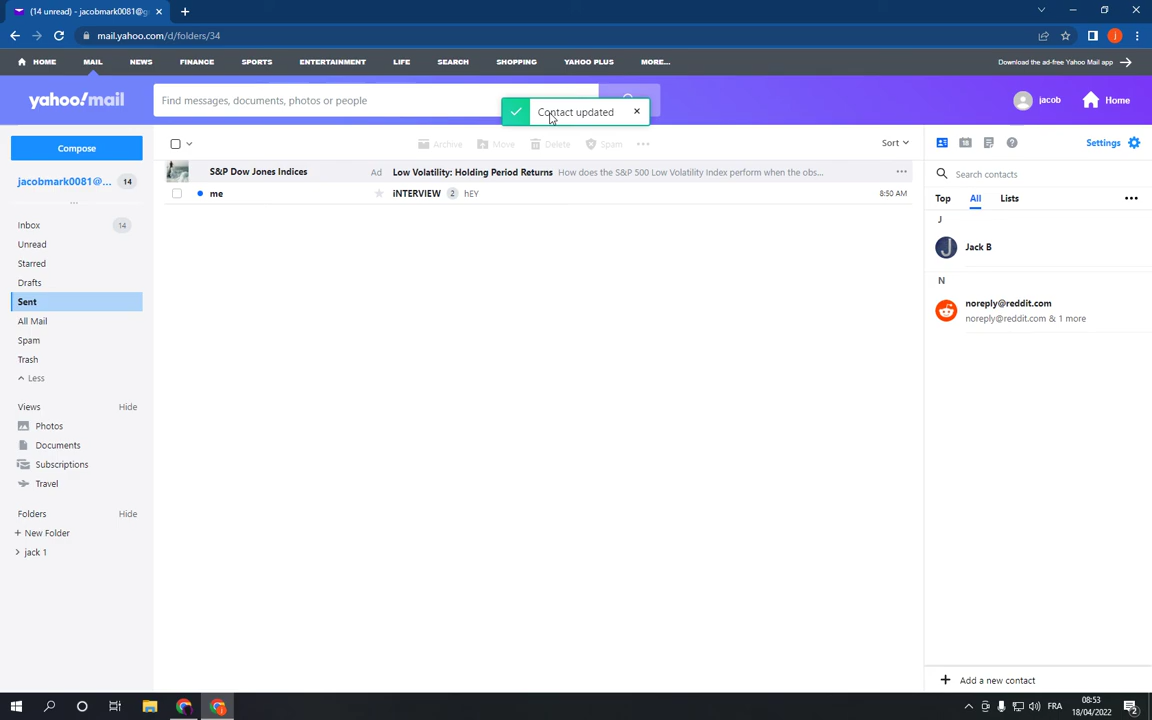 (14 unread) - jacobmark0081@g
mail.yahoo.com/d/folders/34
HOME MAIL NEWS FINANCE SPORTS ENTERTAINMENT LIFE SEARCH SHOPPING YAHOO PLUS MORE... Download the ad-free Yahoo Mail app
yahoo!mail
Find messages, documents, photos or people
Contact updated
jacob
Home
Compose
Archive Move Delete Spam
Sort
Settings
jacobmark0081@... 14
S&P Dow Jones Indices Ad Low Volatility: Holding Period Returns How does the S&P 500 Low Volatility Index perform when the obs...
me iNTERVIEW 2 hEY 8:50 AM
Inbox 14
Unread
Starred
Drafts
Sent
All Mail
Spam
Trash
Less
Views Hide
Photos
Documents
Subscriptions
Travel
Folders Hide
+ New Folder
jack 1
Search contacts
Top All Lists
J
J Jack B
N
noreply@reddit.com
noreply@reddit.com & 1 more
+ Add a new contact
FRA
08:53
18/04/2022
2